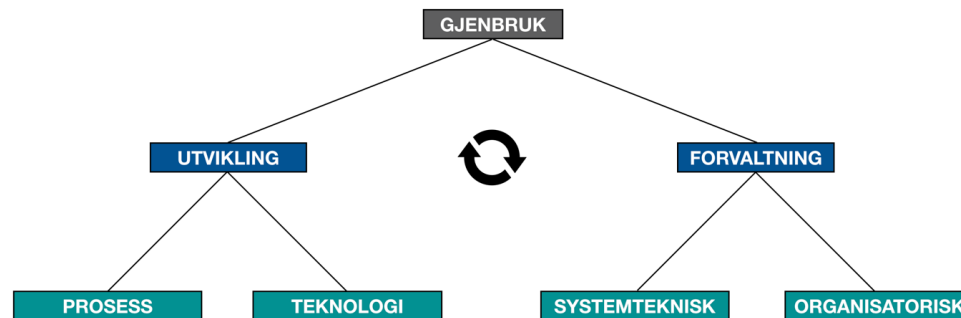 GJENBRUK
UTVIKLING
FORVALTNING
PROSESS
TEKNOLOGI
SYSTEMTEKNISK
ORGANISATORISK